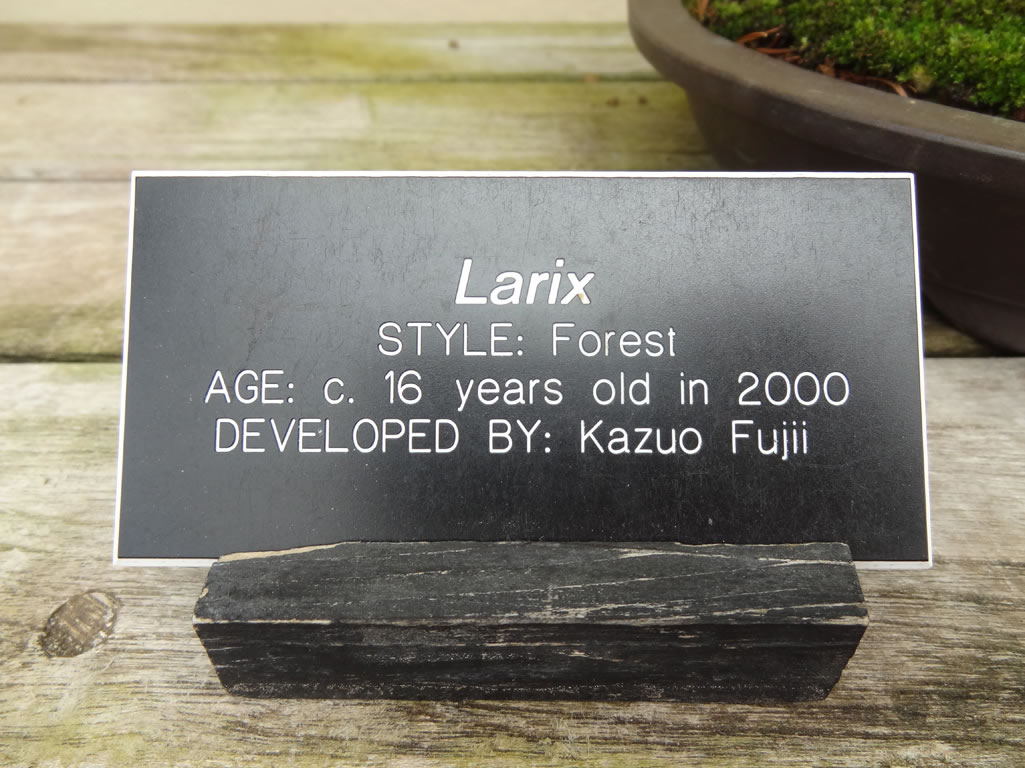 Larix
STYLE: Forest
AGE: c. 16 years old in 2000
DEVELOPED BY: Kazuo Fujii